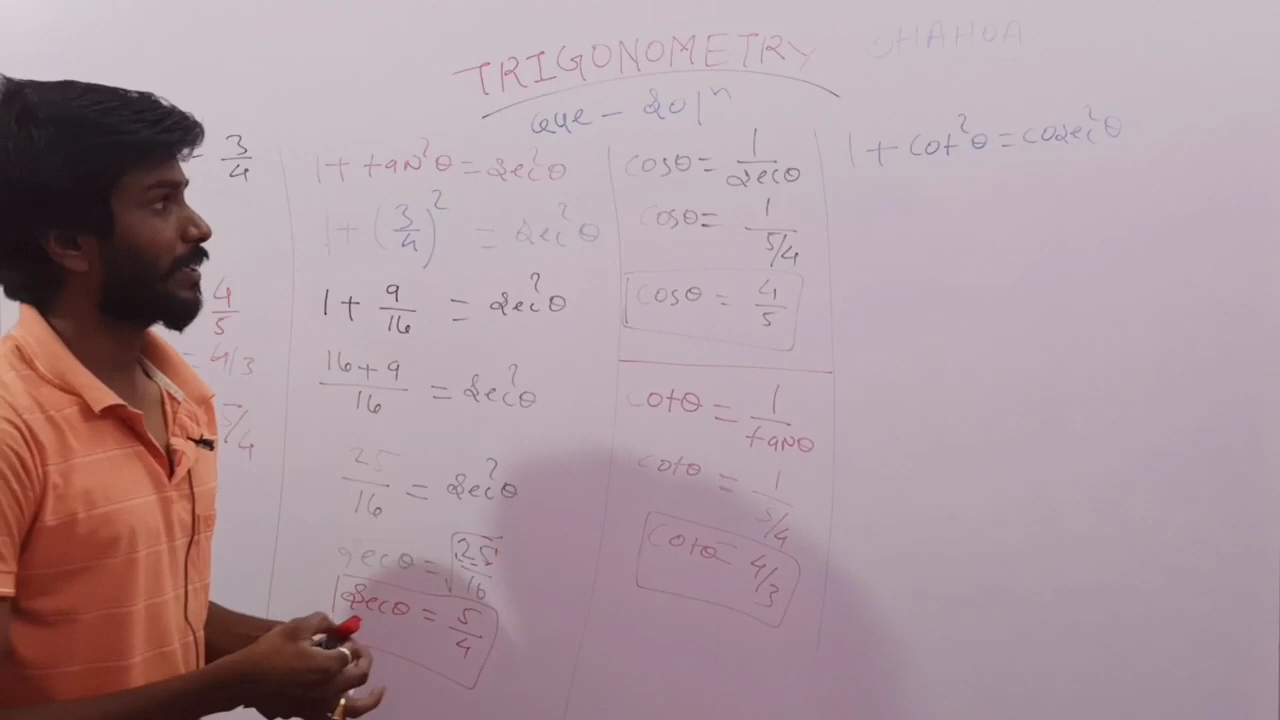 TRIGONOMETRY
que - solⁿ
3/4
4/5
= 4/3
5/4
1 + tan²θ = sec²θ
1 + (3/4)² = sec²θ
1 + 9/16 = sec²θ
16+9/16 = sec²θ
25/16 = sec²θ
secθ = √25/16
secθ = 5/4
cosθ = 1/secθ
cosθ = 1/5/4
cosθ = 4/5
cotθ = 1/tanθ
cotθ = 1/3/4
cotθ = 4/3
1 + cot²θ = cosec²θ